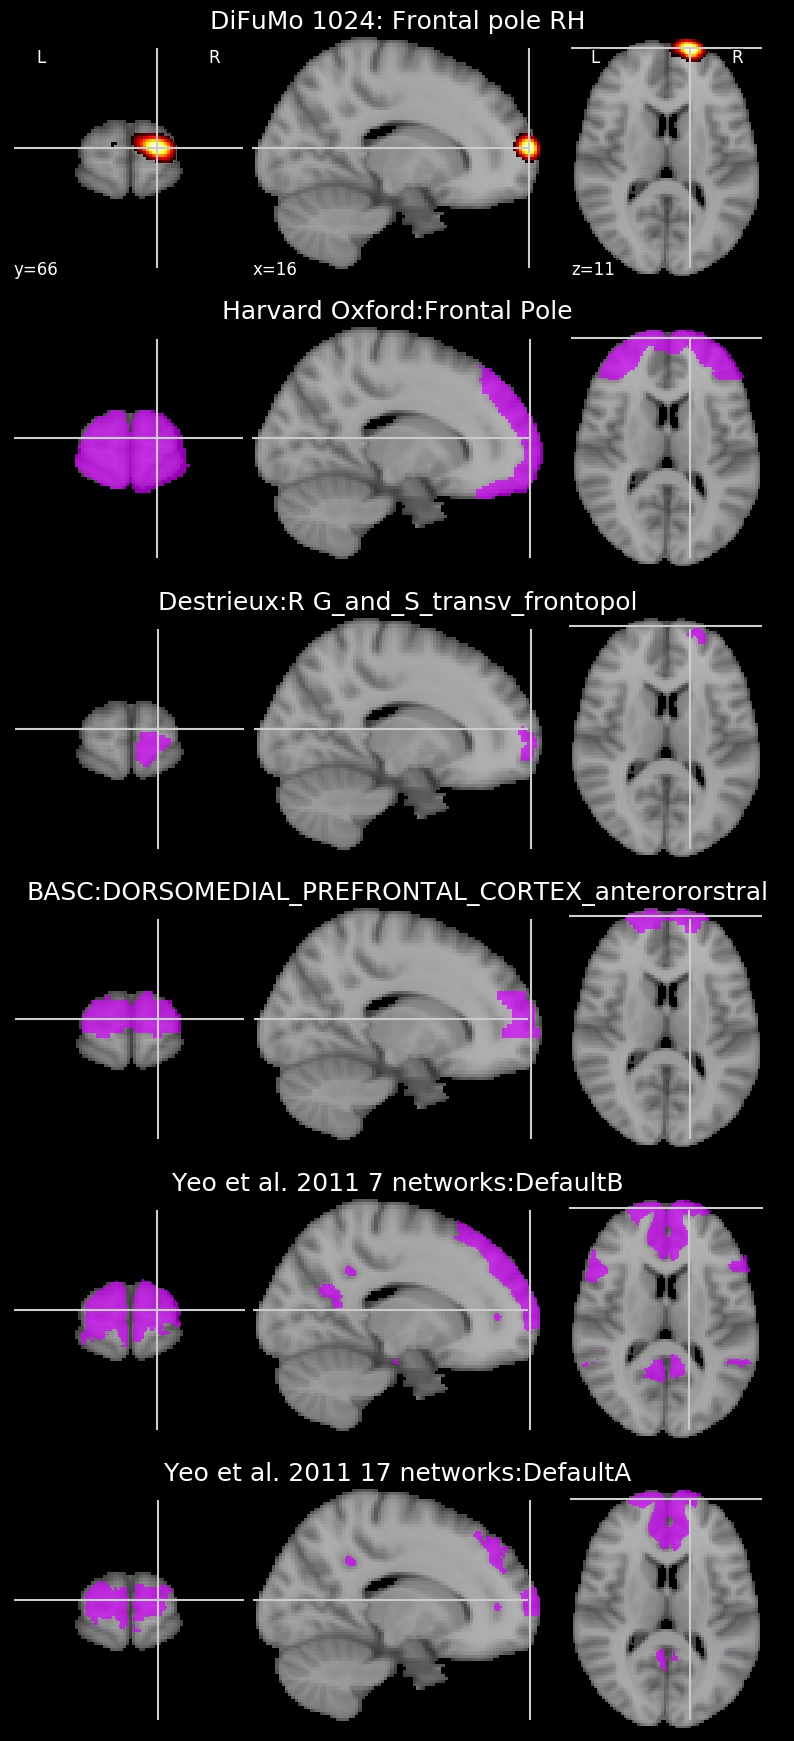 DiFuMo 1024: Frontal pole RH
L R L R
y=66 x=16 z=11
Harvard Oxford:Frontal Pole
Destrieux:R G_and_S_transv_frontopol
BASC:DORSOMEDIAL_PREFRONTAL_CORTEX_anterororstral
Yeo et al. 2011 7 networks:DefaultB
Yeo et al. 2011 17 networks:DefaultA